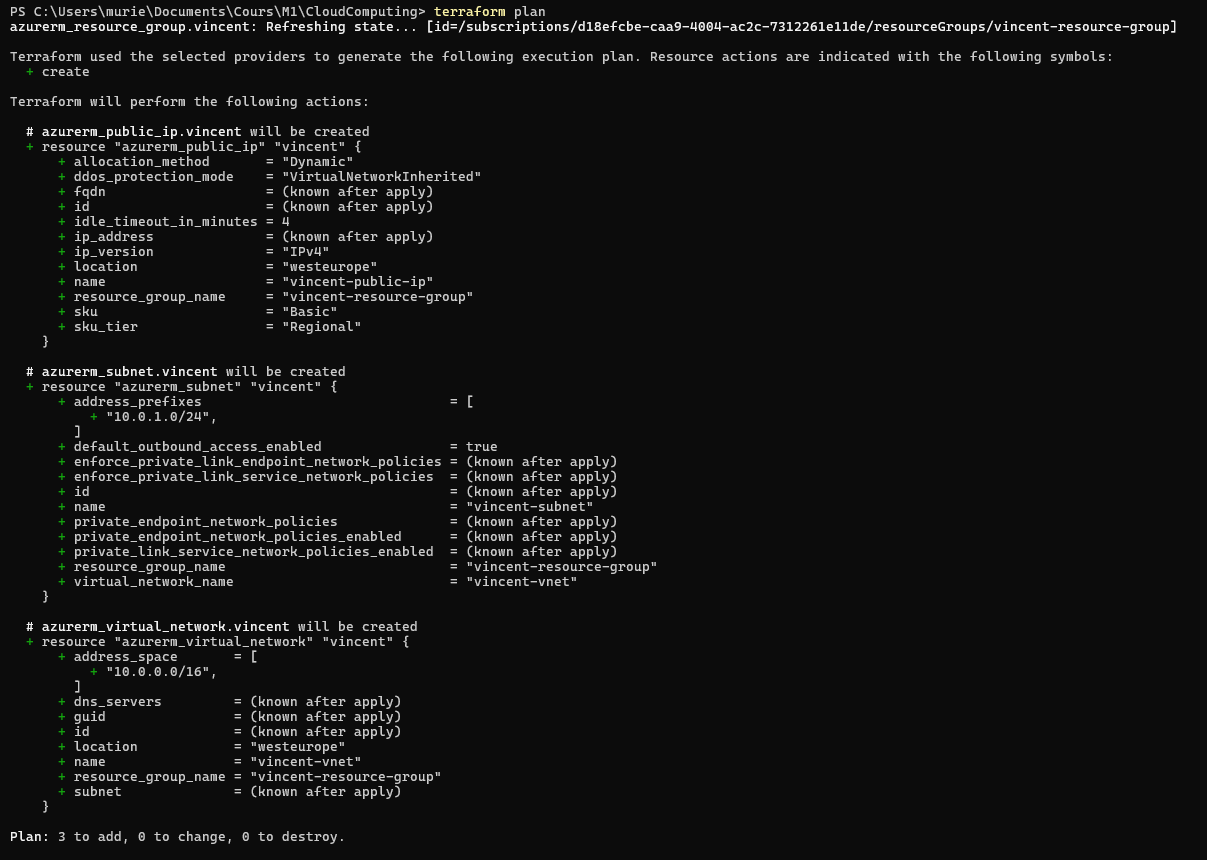 PS C:\Users\murie\Documents\Cours\M1\CloudComputing> terraform plan
azurerm_resource_group.vincent: Refreshing state... [id=/subscriptions/d18efcbe-caa9-4004-ac2c-7312261e11de/resourceGroups/vincent-resource-group]
Terraform used the selected providers to generate the following execution plan. Resource actions are indicated with the following symbols:
  + create
Terraform will perform the following actions:
  # azurerm_public_ip.vincent will be created
  + resource "azurerm_public_ip" "vincent" {
      + allocation_method       = "Dynamic"
      + ddos_protection_mode    = "VirtualNetworkInherited"
      + fqdn                    = (known after apply)
      + id                      = (known after apply)
      + idle_timeout_in_minutes = 4
      + ip_address              = (known after apply)
      + ip_version              = "IPv4"
      + location                = "westeurope"
      + name                    = "vincent-public-ip"
      + resource_group_name     = "vincent-resource-group"
      + sku                     = "Basic"
      + sku_tier                = "Regional"
    }
  # azurerm_subnet.vincent will be created
  + resource "azurerm_subnet" "vincent" {
      + address_prefixes                               = [
          + "10.0.1.0/24",
        ]
      + default_outbound_access_enabled                = true
      + enforce_private_link_endpoint_network_policies = (known after apply)
      + enforce_private_link_service_network_policies  = (known after apply)
      + id                                             = (known after apply)
      + name                                           = "vincent-subnet"
      + private_endpoint_network_policies              = (known after apply)
      + private_endpoint_network_policies_enabled      = (known after apply)
      + private_link_service_network_policies_enabled  = (known after apply)
      + resource_group_name                            = "vincent-resource-group"
      + virtual_network_name                           = "vincent-vnet"
    }
  # azurerm_virtual_network.vincent will be created
  + resource "azurerm_virtual_network" "vincent" {
      + address_space       = [
          + "10.0.0.0/16",
        ]
      + dns_servers         = (known after apply)
      + guid                = (known after apply)
      + id                  = (known after apply)
      + location            = "westeurope"
      + name                = "vincent-vnet"
      + resource_group_name = "vincent-resource-group"
      + subnet              = (known after apply)
    }
Plan: 3 to add, 0 to change, 0 to destroy.